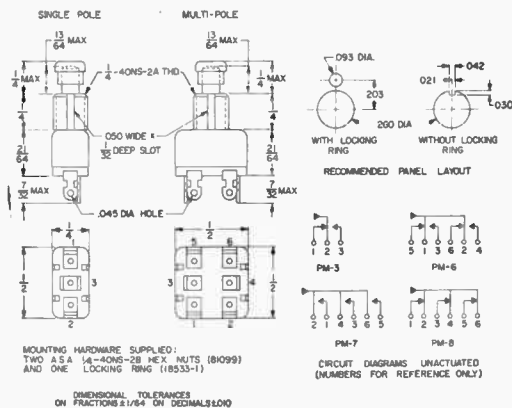 SINGLE POLE
MULTI-POLE
13/64 MAX
13/64 MAX
1/4 MAX
1/4-40NS-2A THD
1/4 MAX
1/4
.050 WIDE x
1/32 DEEP SLOT
1/4
21/64
21/64
7/32 MAX
7/32 MAX
.045 DIA HOLE
1/4
1/2
1/2
1/2
1
3
2
5 6
3 4
1 2
.093 DIA.
.203
.042
.021
.030
.260 DIA
WITH LOCKING
RING
WITHOUT LOCKING
RING
RECOMMENDED PANEL LAYOUT
1 2 3
PM-3
5 1 3 6 2 4
PM-6
2 1 4 3 6 5
PM-7
1 2 3 4 5 6
PM-8
CIRCUIT DIAGRAMS UNACTUATED
(NUMBERS FOR REFERENCE ONLY)
MOUNTING HARDWARE SUPPLIED:
TWO A S A 1/4-40NS-2B HEX NUTS (81099)
AND ONE LOCKING RING (18533-1)
DIMENSIONAL TOLERANCES
ON FRACTIONS ±1/64 ON DECIMALS ±.010